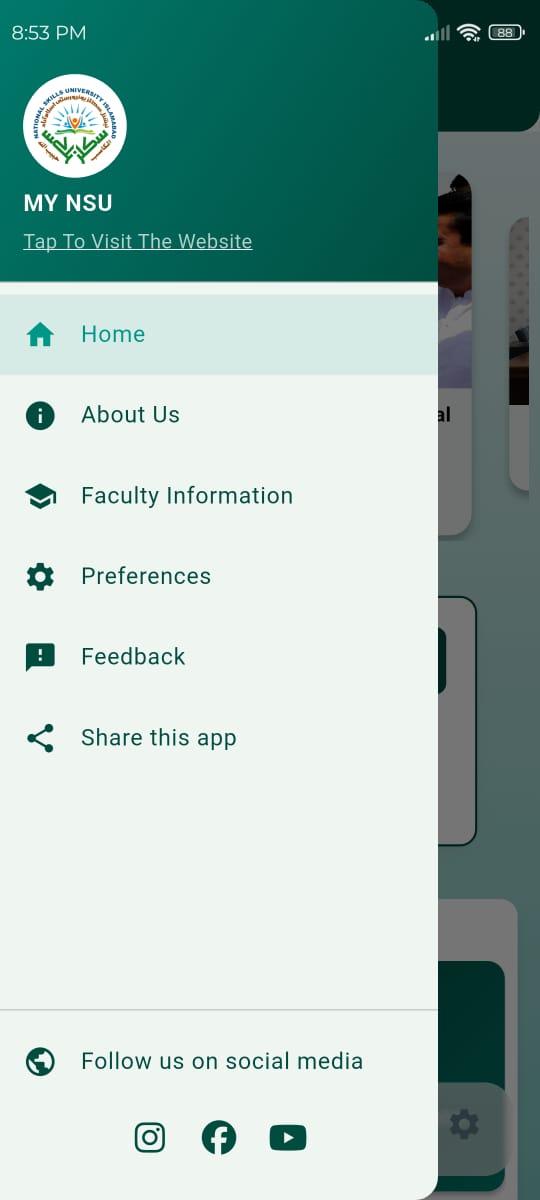 8:53 PM
88
NATIONAL SKILLS UNIVERSITY ISLAMABAD
MY NSU
Tap To Visit The Website
Home
al
About Us
Faculty Information
Preferences
Feedback
Share this app
Follow us on social media